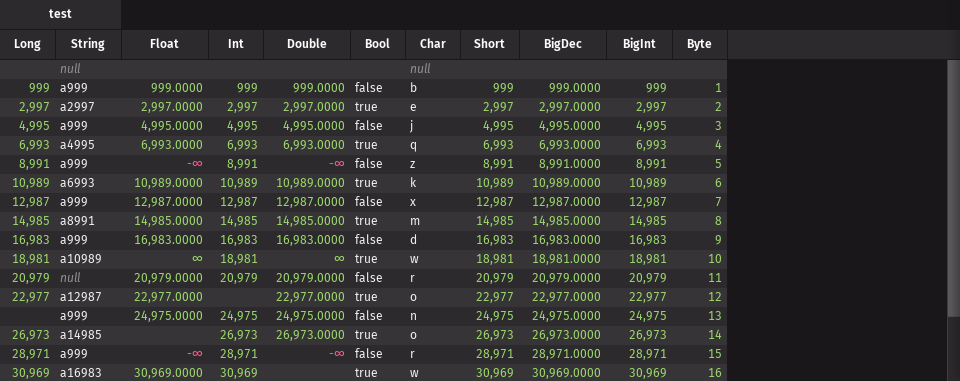 test
Long String Float Int Double Bool Char Short BigDec BigInt Byte
null null
999 a999 999.0000 999 999.0000 false b 999 999.0000 999 1
2,997 a2997 2,997.0000 2,997 2,997.0000 true e 2,997 2,997.0000 2,997 2
4,995 a999 4,995.0000 4,995 4,995.0000 false j 4,995 4,995.0000 4,995 3
6,993 a4995 6,993.0000 6,993 6,993.0000 true q 6,993 6,993.0000 6,993 4
8,991 a999 -∞ 8,991 -∞ false z 8,991 8,991.0000 8,991 5
10,989 a6993 10,989.0000 10,989 10,989.0000 true k 10,989 10,989.0000 10,989 6
12,987 a999 12,987.0000 12,987 12,987.0000 false x 12,987 12,987.0000 12,987 7
14,985 a8991 14,985.0000 14,985 14,985.0000 true m 14,985 14,985.0000 14,985 8
16,983 a999 16,983.0000 16,983 16,983.0000 false d 16,983 16,983.0000 16,983 9
18,981 a10989 ∞ 18,981 ∞ true w 18,981 18,981.0000 18,981 10
20,979 null 20,979.0000 20,979 20,979.0000 false r 20,979 20,979.0000 20,979 11
22,977 a12987 22,977.0000 22,977.0000 true o 22,977 22,977.0000 22,977 12
a999 24,975.0000 24,975 24,975.0000 false n 24,975 24,975.0000 24,975 13
26,973 a14985 26,973 26,973.0000 true o 26,973 26,973.0000 26,973 14
28,971 a999 -∞ 28,971 -∞ false r 28,971 28,971.0000 28,971 15
30,969 a16983 30,969.0000 30,969 true w 30,969 30,969.0000 30,969 16